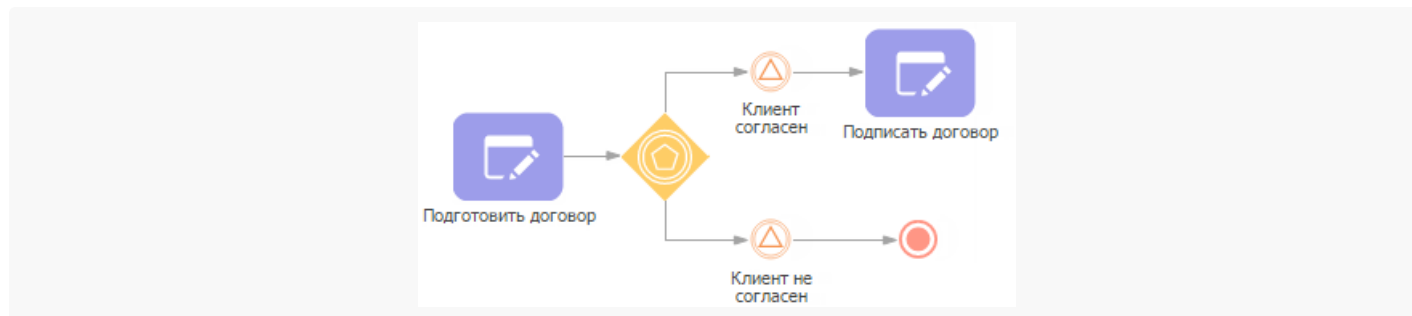 Клиент
согласен
Подписать договор
Подготовить договор
Клиент не
согласен